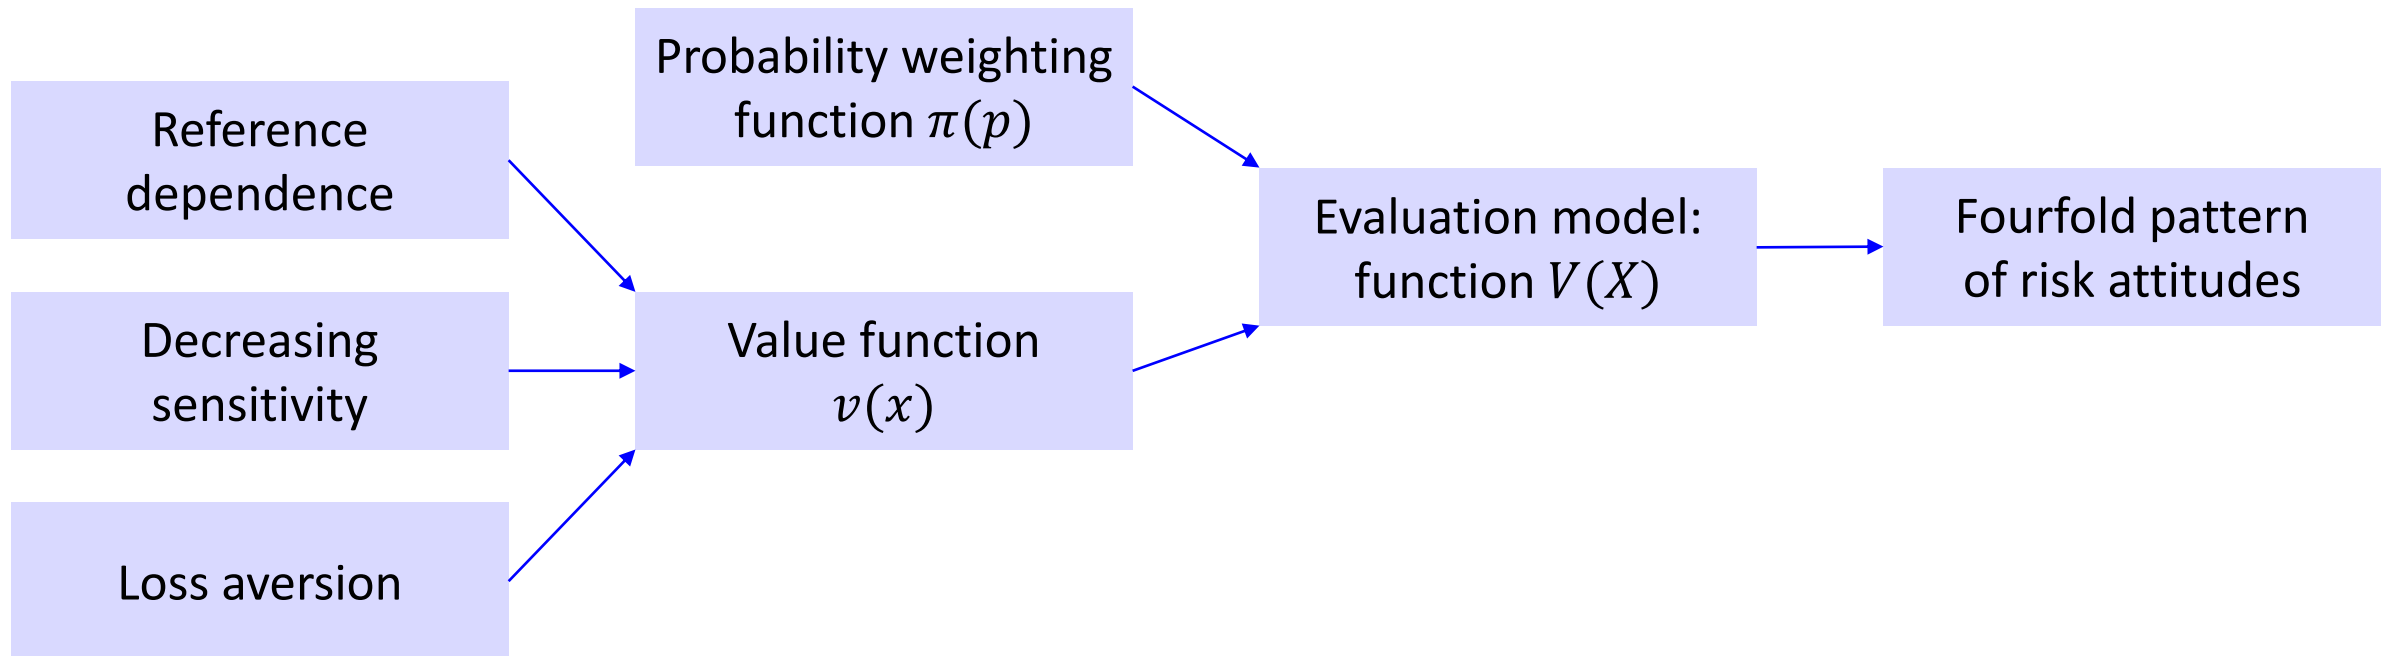 Reference
dependence
Decreasing
sensitivity
Loss aversion
Probability weighting
function π(p)
Value function
v(x)
Evaluation model:
function V(X)
Fourfold pattern
of risk attitudes